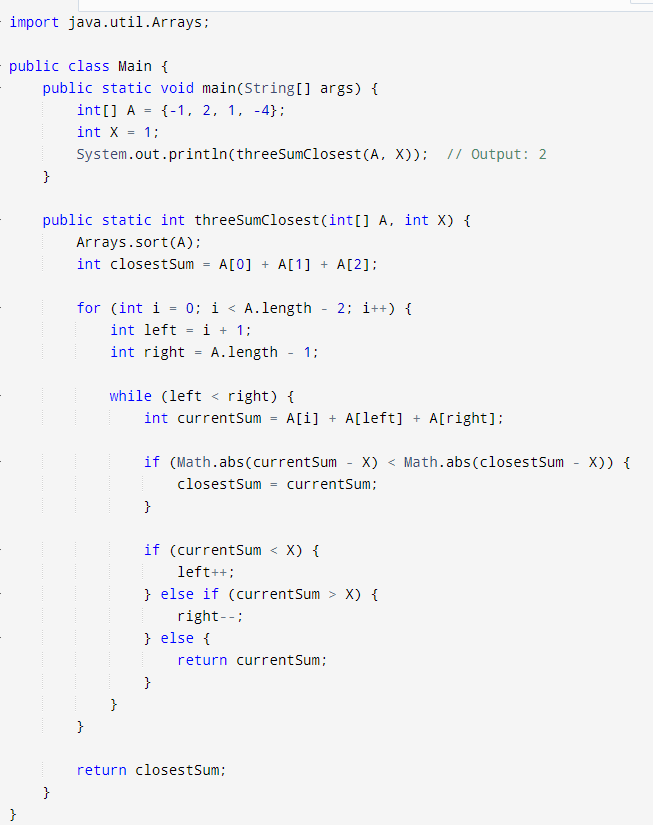 import java.util.Arrays;
public class Main {
    public static void main(String[] args) {
        int[] A = {-1, 2, 1, -4};
        int X = 1;
        System.out.println(threeSumClosest(A, X));  // Output: 2
    }
    public static int threeSumClosest(int[] A, int X) {
        Arrays.sort(A);
        int closestSum = A[0] + A[1] + A[2];
        for (int i = 0; i < A.length - 2; i++) {
            int left = i + 1;
            int right = A.length - 1;
            while (left < right) {
                int currentSum = A[i] + A[left] + A[right];
                if (Math.abs(currentSum - X) < Math.abs(closestSum - X)) {
                    closestSum = currentSum;
                }
                if (currentSum < X) {
                    left++;
                } else if (currentSum > X) {
                    right--;
                } else {
                    return currentSum;
                }
            }
        }
        return closestSum;
    }
}